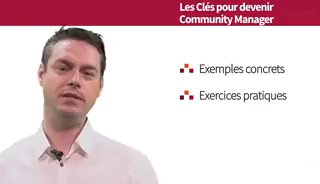 Les Clés pour devenir
Community Manager
Exemples concrets
Exercices pratiques